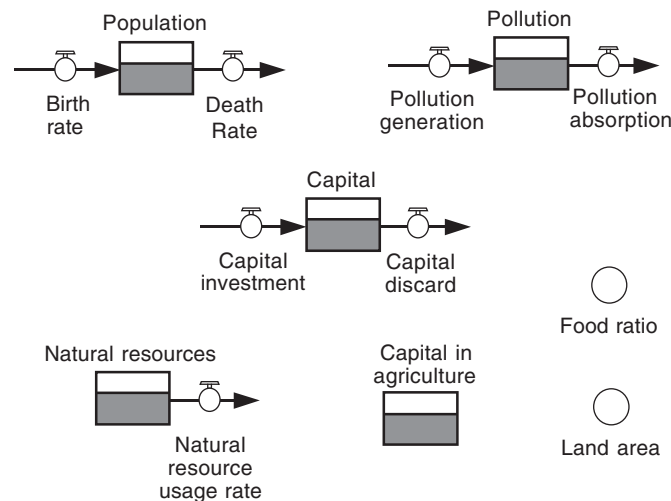 Population
Birth
rate
Death
Rate
Pollution
Pollution
generation
Pollution
absorption
Capital
Capital
investment
Capital
discard
Food ratio
Natural resources
Natural
resource
usage rate
Capital in
agriculture
Land area